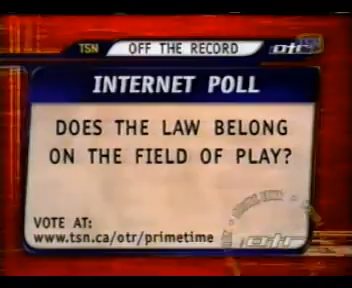 TSN OFF THE RECORD otr
INTERNET POLL
DOES THE LAW BELONG
ON THE FIELD OF PLAY?
VOTE AT:
www.tsn.ca/otr/primetime
otr